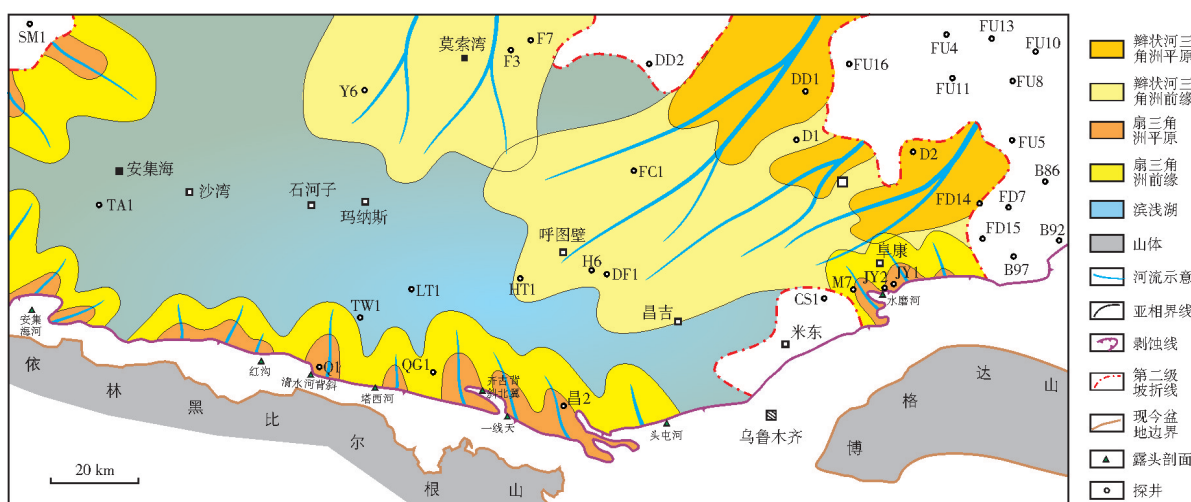 SM1
莫索湾
F7
F3
Y6
DD2
DD1
FU16
FU4
FU13
FU10
FU11
FU8
D1
D2
FU5
B86
安集海
沙湾
石河子
玛纳斯
TA1
FC1
FD14
FD7
FD15
B92
B97
呼图壁
H6
DF1
HT1
LT1
TW1
昌吉
阜康
M7
JY2
JY1
水磨河
CS1
米东
安集
海河
红沟
Q1
清水河背斜
塔西河
QG1
齐古背
斜北翼
一线天
昌2
头屯河
乌鲁木齐
依林黑比尔根山
博格达山
20 km
辫状河三
角洲平原
辫状河三
角洲前缘
扇三角
洲平原
扇三角
洲前缘
滨浅湖
山体
河流示意
亚相界线
剥蚀线
第二级
坡折线
现今盆
地边界
露头剖面
探井